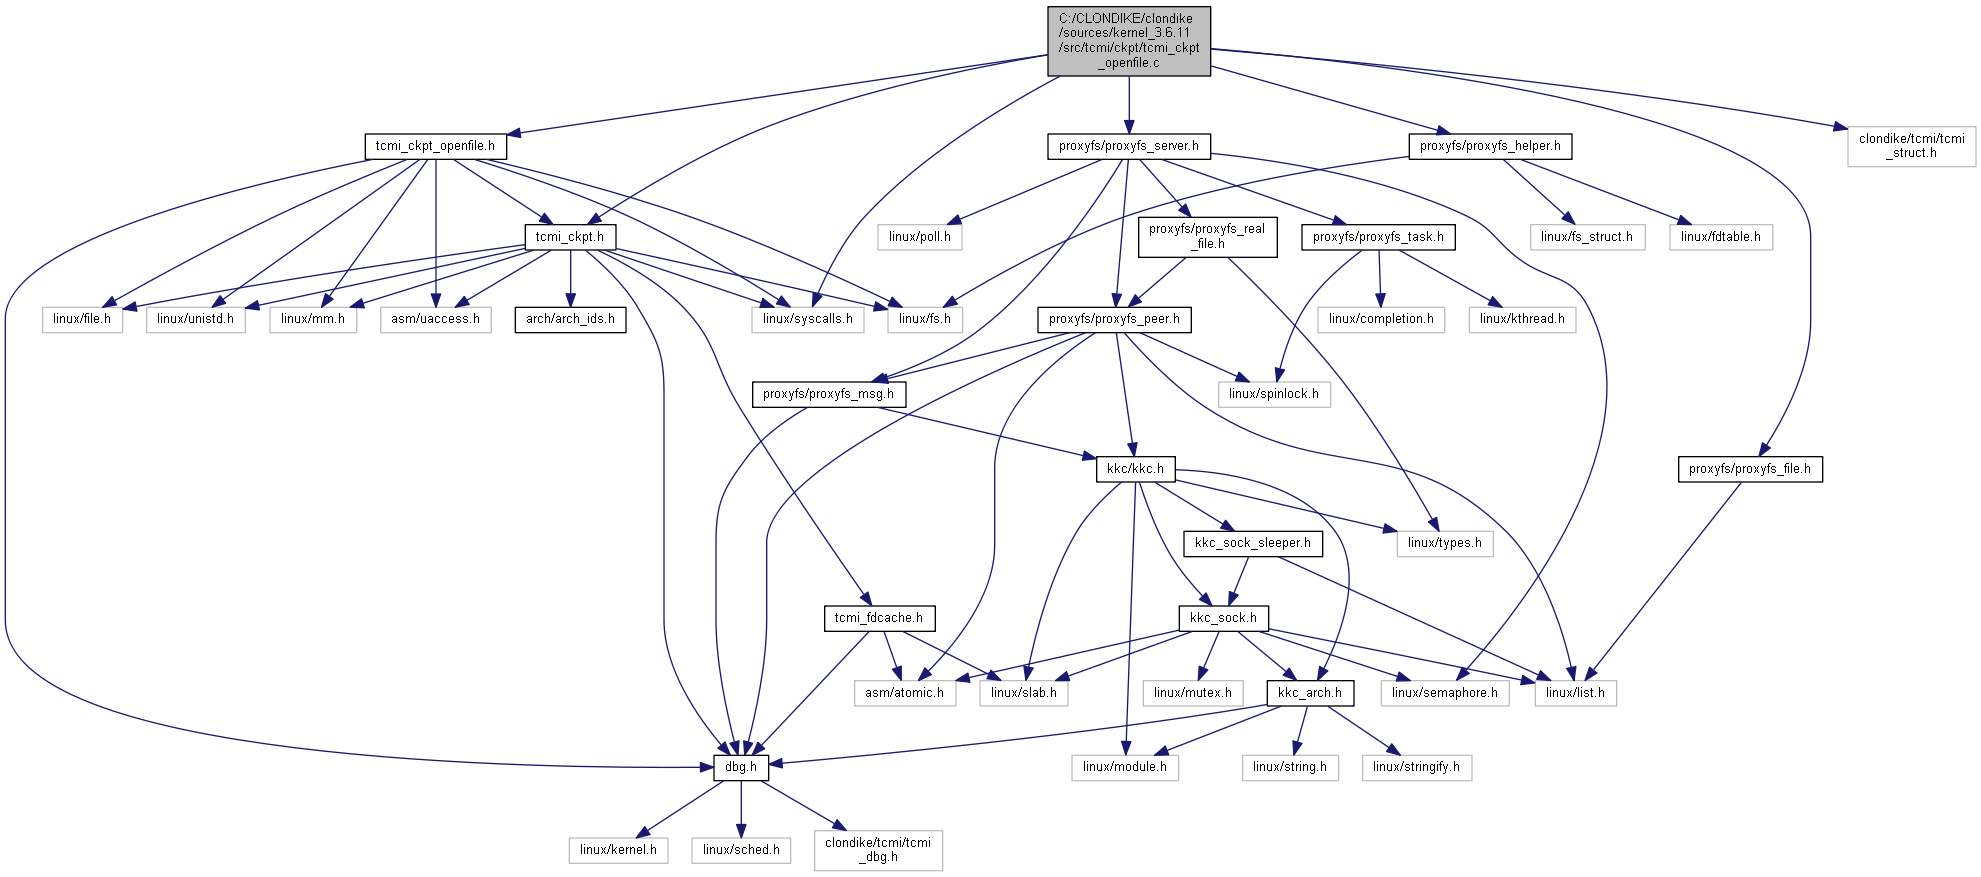 C:/CLONDIKE/clondike
/sources/kernel_3.6.11
/src/tcmi/ckpt/tcmi_ckpt
_openfile.c
tcmi_ckpt_openfile.h
proxyfs/proxyfs_server.h
proxyfs/proxyfs_helper.h
clondike/tcmi/tcmi
_struct.h
tcmi_ckpt.h
linux/poll.h
proxyfs/proxyfs_real
_file.h
proxyfs/proxyfs_task.h
linux/fs_struct.h
linux/fdtable.h
linux/file.h
linux/unistd.h
linux/mm.h
asm/uaccess.h
arch/arch_ids.h
linux/syscalls.h
linux/fs.h
proxyfs/proxyfs_peer.h
linux/completion.h
linux/kthread.h
proxyfs/proxyfs_msg.h
linux/spinlock.h
kkc/kkc.h
proxyfs/proxyfs_file.h
kkc_sock_sleeper.h
linux/types.h
tcmi_fdcache.h
kkc_sock.h
asm/atomic.h
linux/slab.h
linux/mutex.h
kkc_arch.h
linux/semaphore.h
linux/list.h
dbg.h
linux/module.h
linux/string.h
linux/stringify.h
linux/kernel.h
linux/sched.h
clondike/tcmi/tcmi
_dbg.h